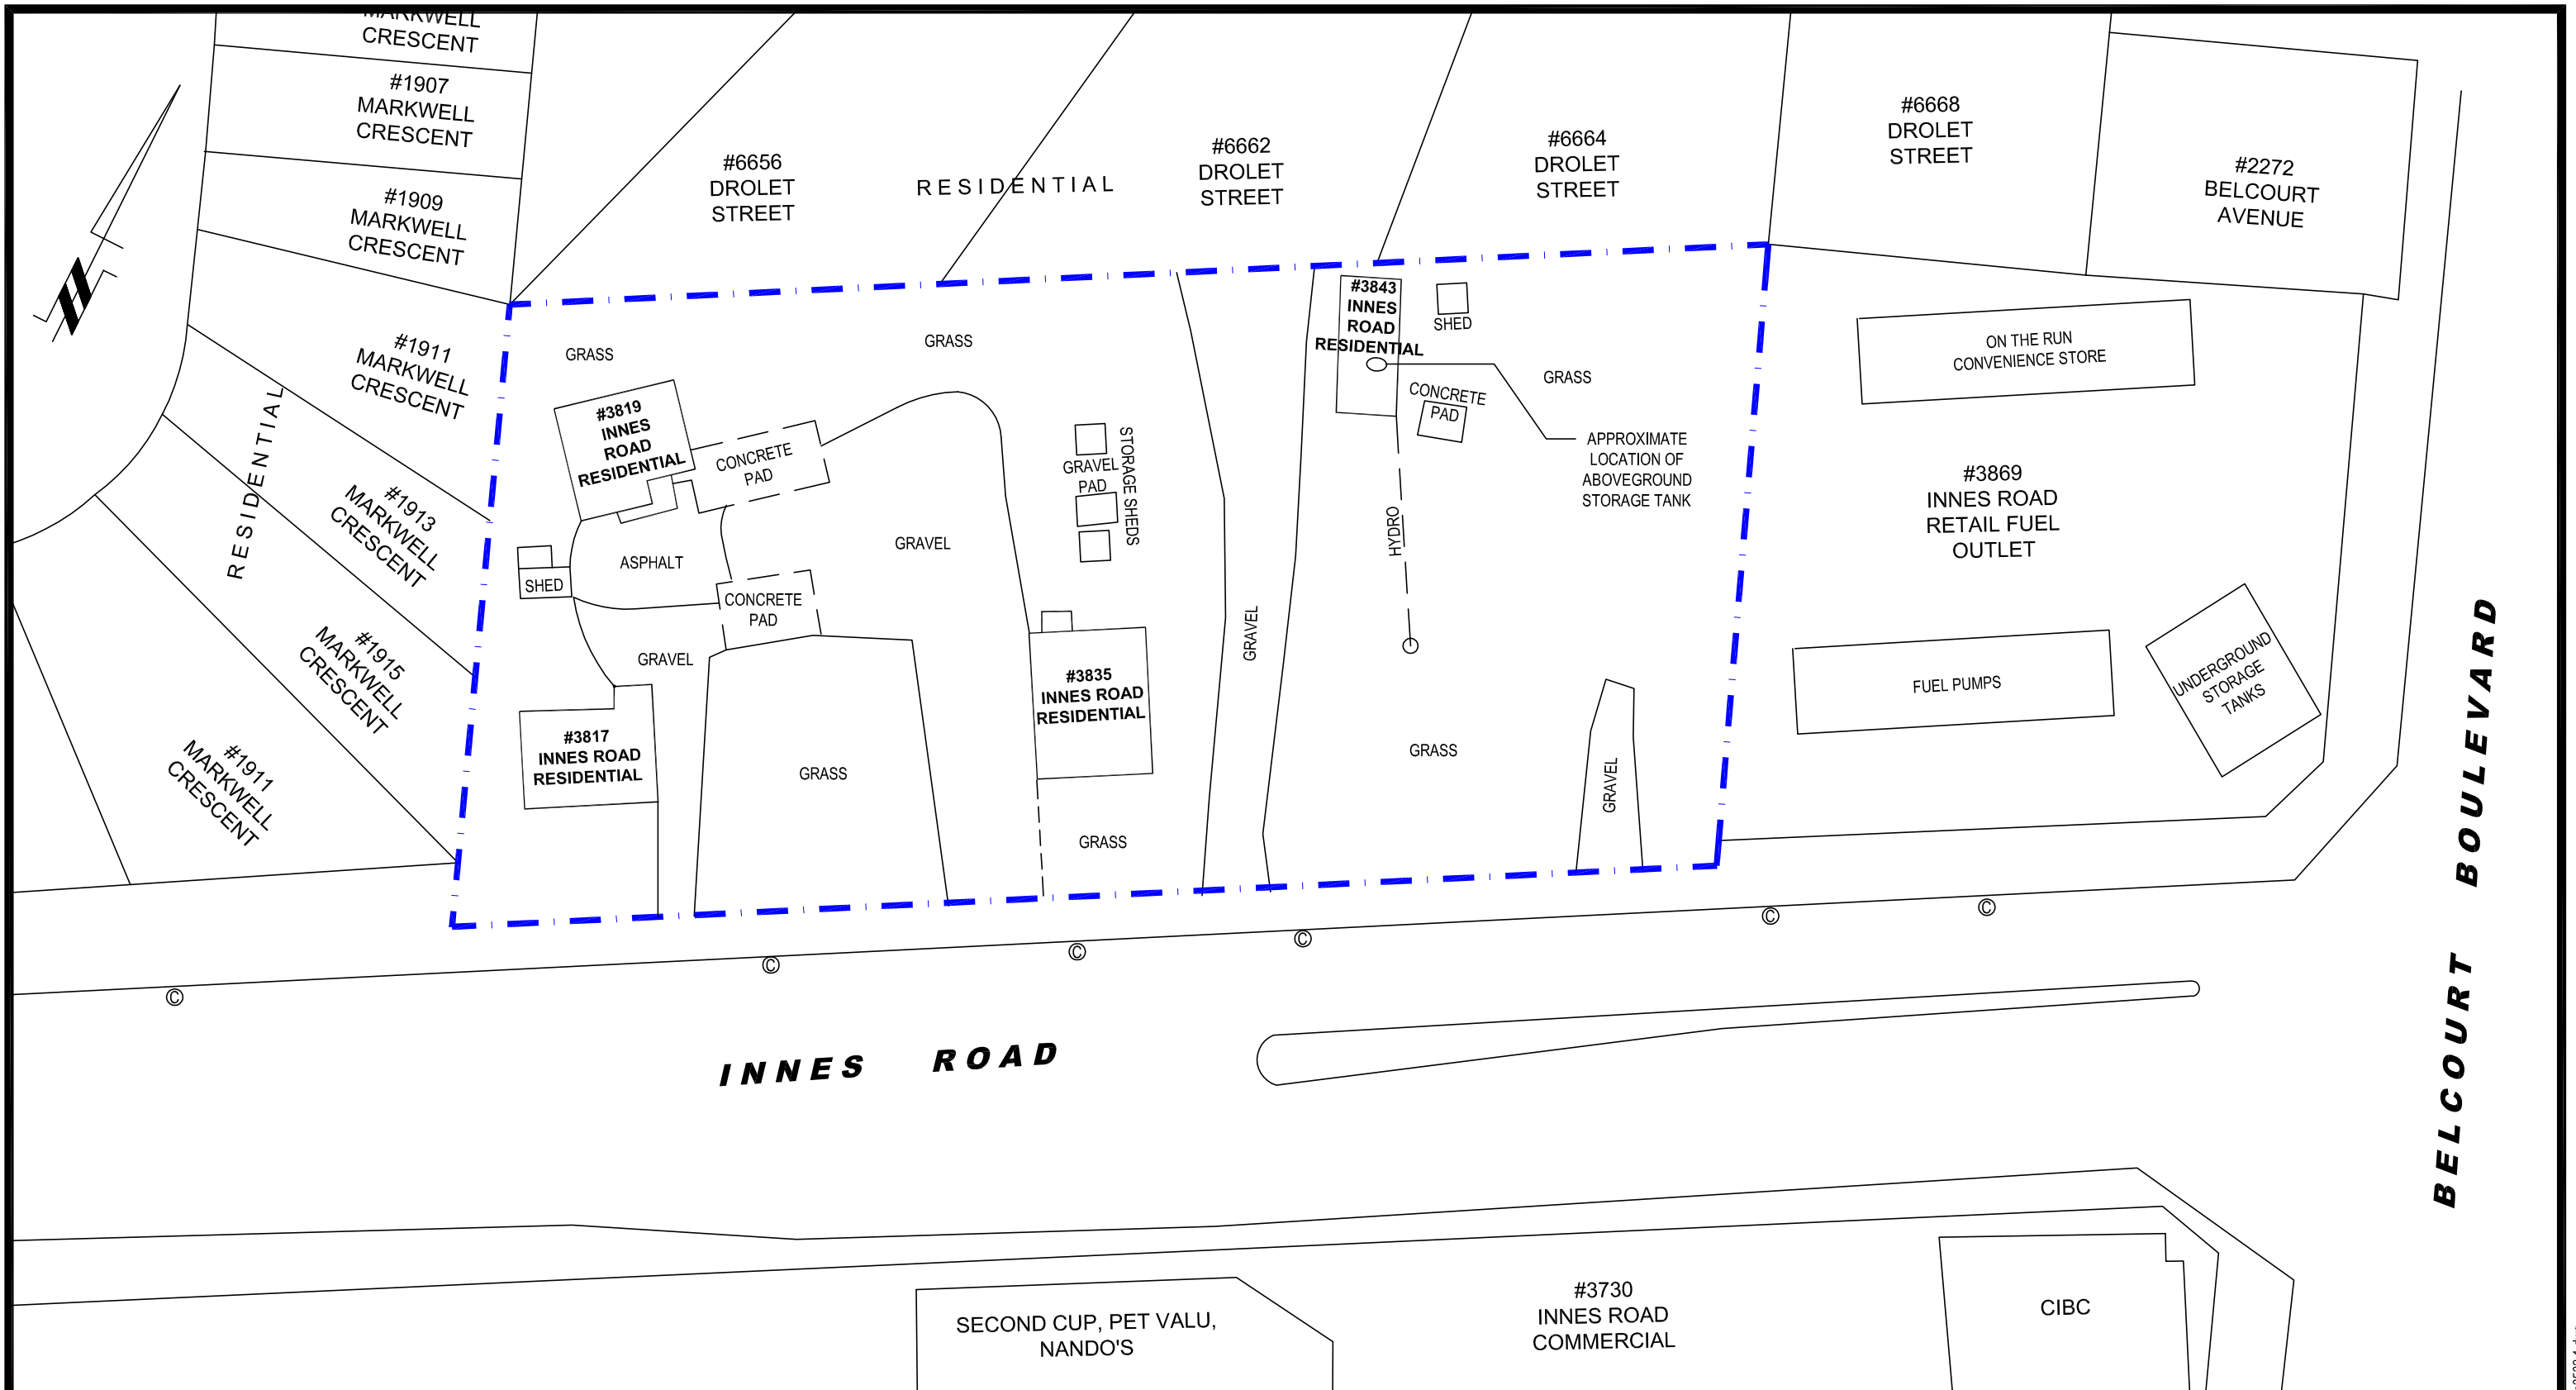 MARKWELL
CRESCENT
#1907
MARKWELL
CRESCENT
#1909
MARKWELL
CRESCENT
#1911
MARKWELL
CRESCENT
#1913
MARKWELL
CRESCENT
#1915
MARKWELL
CRESCENT
#1911
MARKWELL
CRESCENT
RESIDENTIAL
#6656
DROLET
STREET
RESIDENTIAL
#6662
DROLET
STREET
#6664
DROLET
STREET
#6668
DROLET
STREET
#2272
BELCOURT
AVENUE
GRASS
GRASS
#3819
INNES
ROAD
RESIDENTIAL
CONCRETE
PAD
ASPHALT
SHED
CONCRETE
PAD
GRAVEL
GRAVEL
#3817
INNES ROAD
RESIDENTIAL
GRASS
GRAVEL
PAD
STORAGE SHEDS
#3835
INNES ROAD
RESIDENTIAL
GRASS
GRAVEL
#3843
INNES
ROAD
RESIDENTIAL
SHED
CONCRETE
PAD
GRASS
APPROXIMATE
LOCATION OF
ABOVEGROUND
STORAGE TANK
HYDRO
GRASS
GRAVEL
ON THE RUN
CONVENIENCE STORE
#3869
INNES ROAD
RETAIL FUEL
OUTLET
FUEL PUMPS
UNDERGROUND
STORAGE
TANKS
C
C
C
C
C
C
INNES ROAD
BELCOURT BOULEVARD
SECOND CUP, PET VALU,
NANDO'S
#3730
INNES ROAD
COMMERCIAL
CIBC